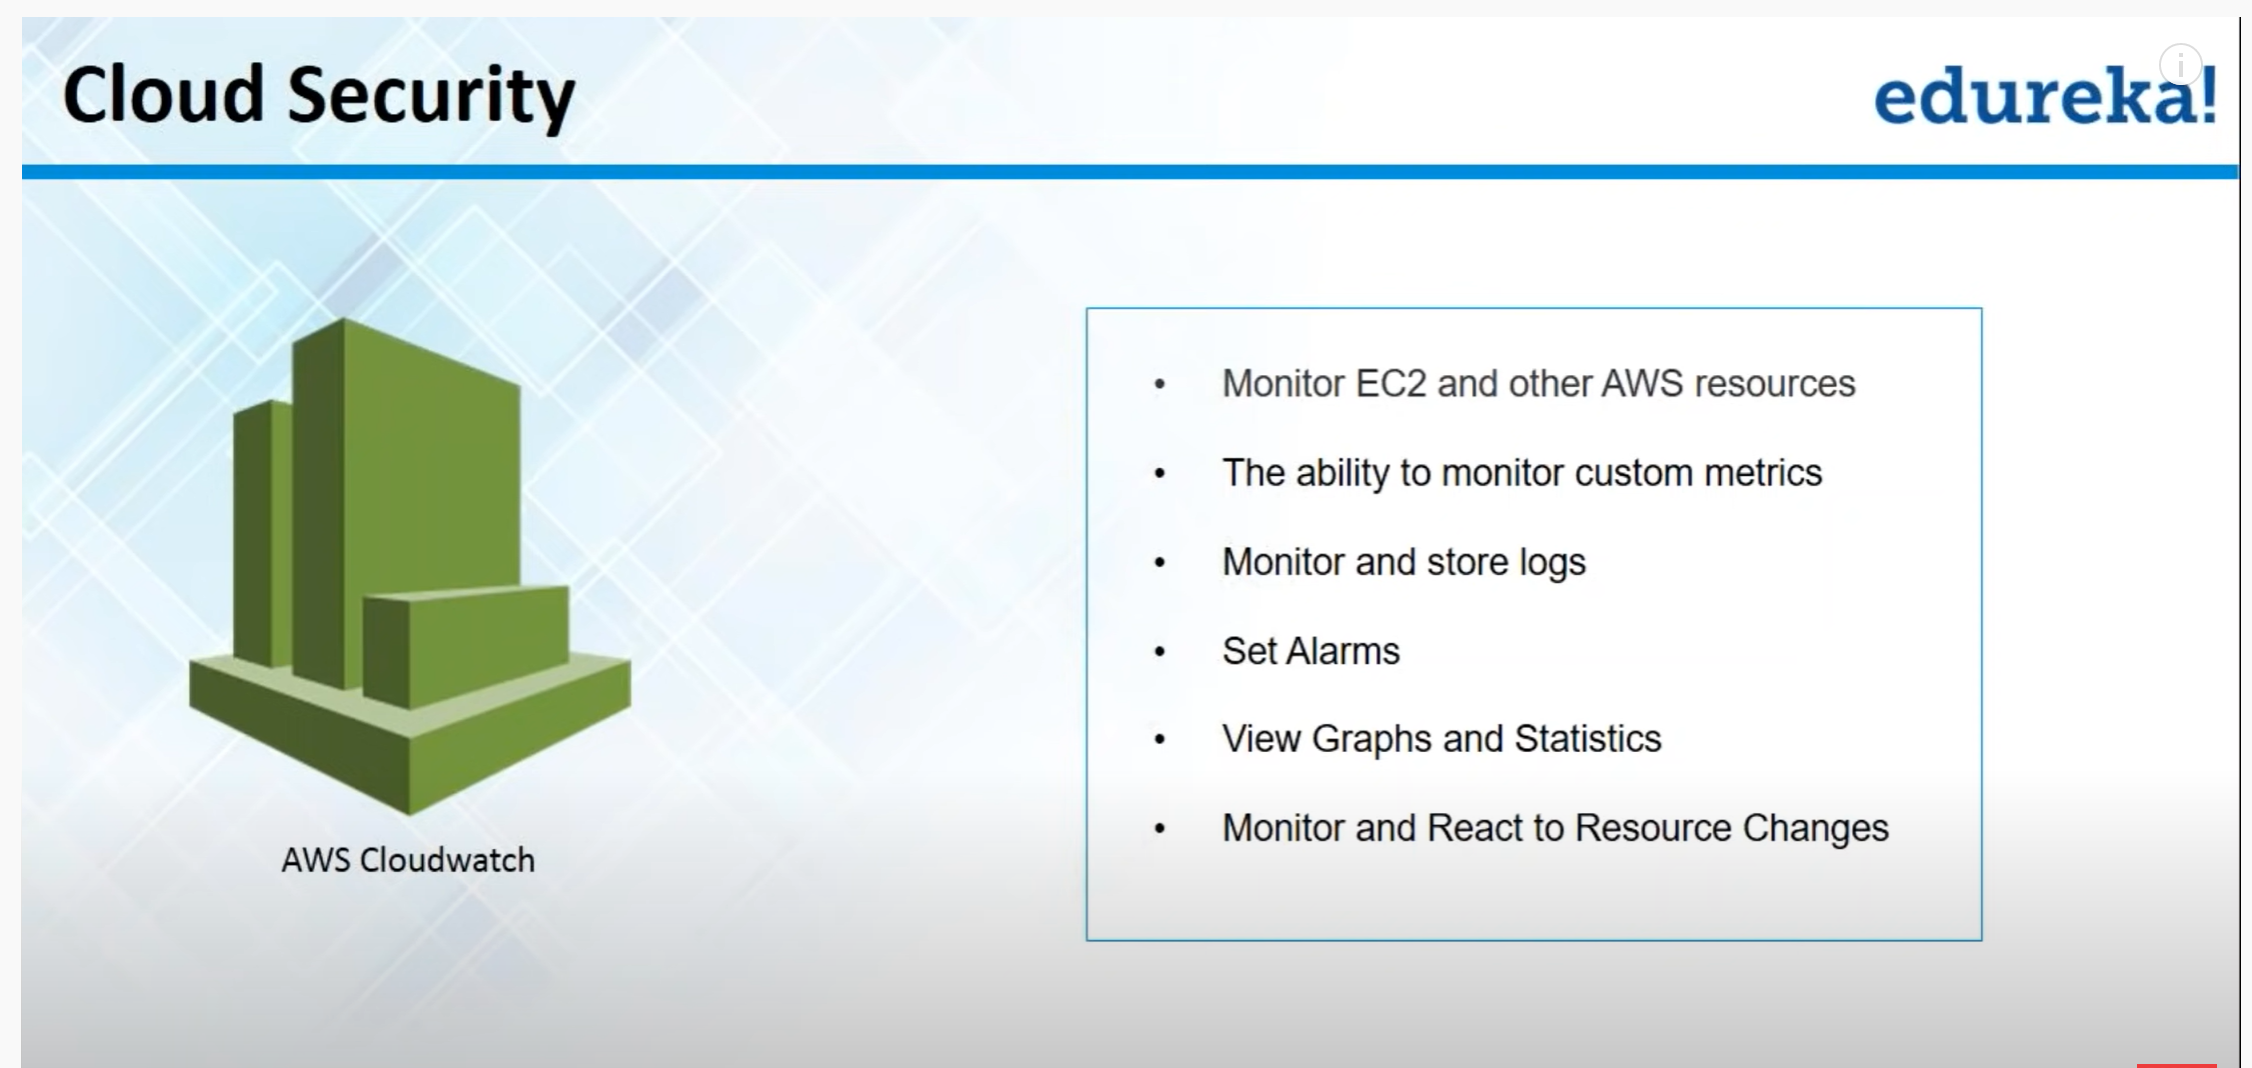 Cloud Security
edureka!
• Monitor EC2 and other AWS resources
• The ability to monitor custom metrics
• Monitor and store logs
• Set Alarms
• View Graphs and Statistics
• Monitor and React to Resource Changes
AWS Cloudwatch